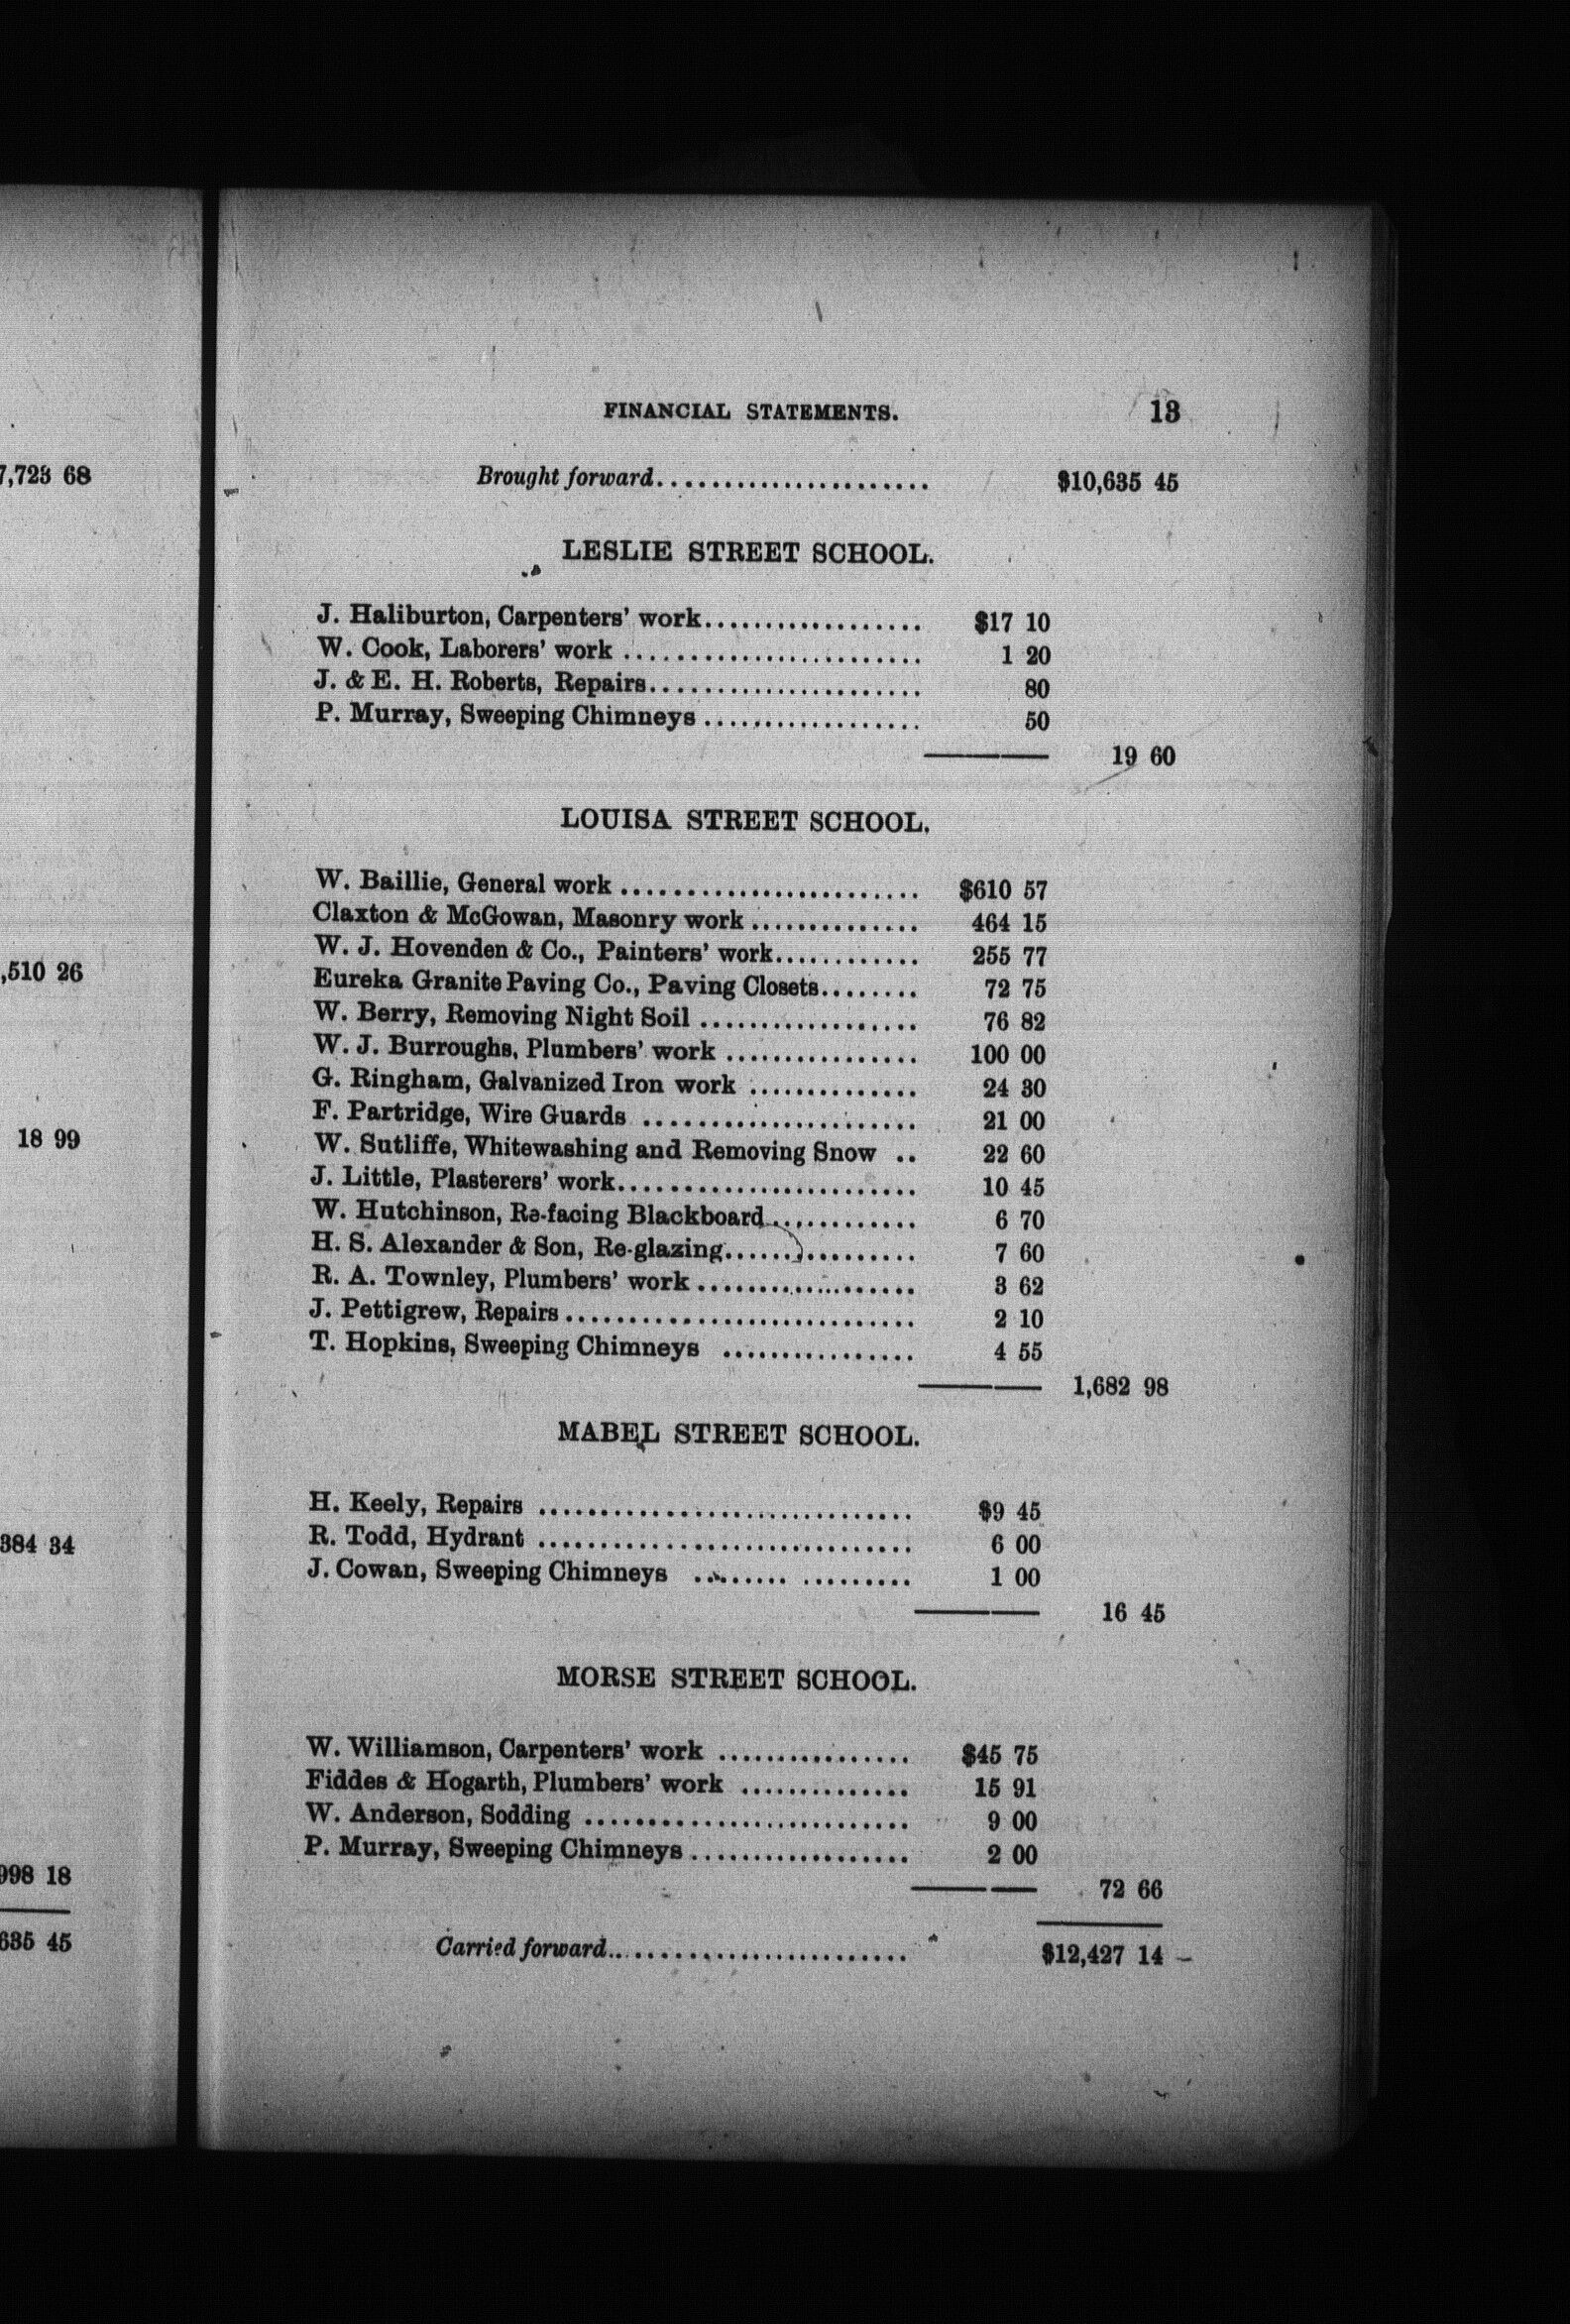 7,723 68
,510 26
18 99
384 34
998 18
635 45
FINANCIAL STATEMENTS. 13
Brought forward...................... $10,635 45
LESLIE STREET SCHOOL.
J. Haliburton, Carpenters' work.................. $17 10
W. Cook, Laborers' work ........................ 1 20
J. & E. H. Roberts, Repairs...................... 80
P. Murray, Sweeping Chimneys .................. 50
19 60
LOUISA STREET SCHOOL.
W. Baillie, General work ........................ $610 57
Claxton & McGowan, Masonry work .............. 464 15
W. J. Hovenden & Co., Painters' work............ 255 77
Eureka Granite Paving Co., Paving Closets........ 72 75
W. Berry, Removing Night Soil .................. 76 82
W. J. Burroughs, Plumbers' work ................ 100 00
G. Ringham, Galvanized Iron work .............. 24 30
F. Partridge, Wire Guards ...................... 21 00
W. Sutliffe, Whitewashing and Removing Snow .. 22 60
J. Little, Plasterers' work........................ 10 45
W. Hutchinson, Re-facing Blackboard............ 6 70
H. S. Alexander & Son, Re-glazing................ 7 60
R. A. Townley, Plumbers' work .................. 3 62
J. Pettigrew, Repairs ............................ 2 10
T. Hopkins, Sweeping Chimneys ................ 4 55
1,682 98
MABEL STREET SCHOOL.
H. Keely, Repairs .............................. $9 45
R. Todd, Hydrant .............................. 6 00
J. Cowan, Sweeping Chimneys ........ ......... 1 00
16 45
MORSE STREET SCHOOL.
W. Williamson, Carpenters' work ................ $45 75
Fiddes & Hogarth, Plumbers' work .............. 15 91
W. Anderson, Sodding .......................... 9 00
P. Murray, Sweeping Chimneys .................. 2 00
72 66
Carried forward........................ $12,427 14